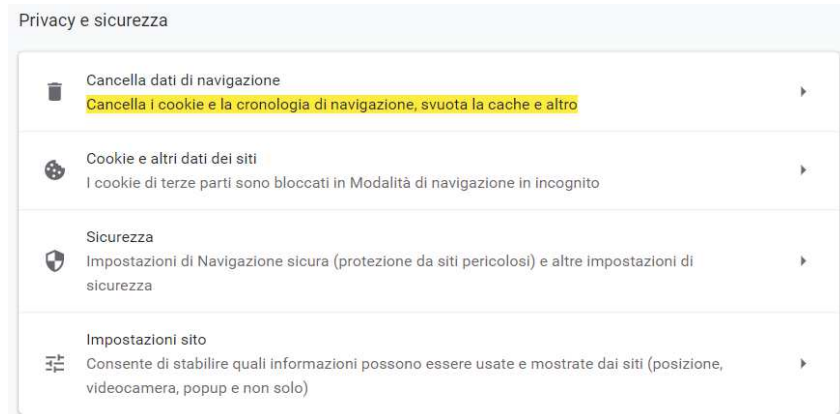 Privacy e sicurezza
Cancella dati di navigazione
Cancella i cookie e la cronologia di navigazione, svuota la cache e altro
Cookie e altri dati dei siti
I cookie di terze parti sono bloccati in Modalità di navigazione in incognito
Sicurezza
Impostazioni di Navigazione sicura (protezione da siti pericolosi) e altre impostazioni di
sicurezza
Impostazioni sito
Consente di stabilire quali informazioni possono essere usate e mostrate dai siti (posizione,
videocamera, popup e non solo)